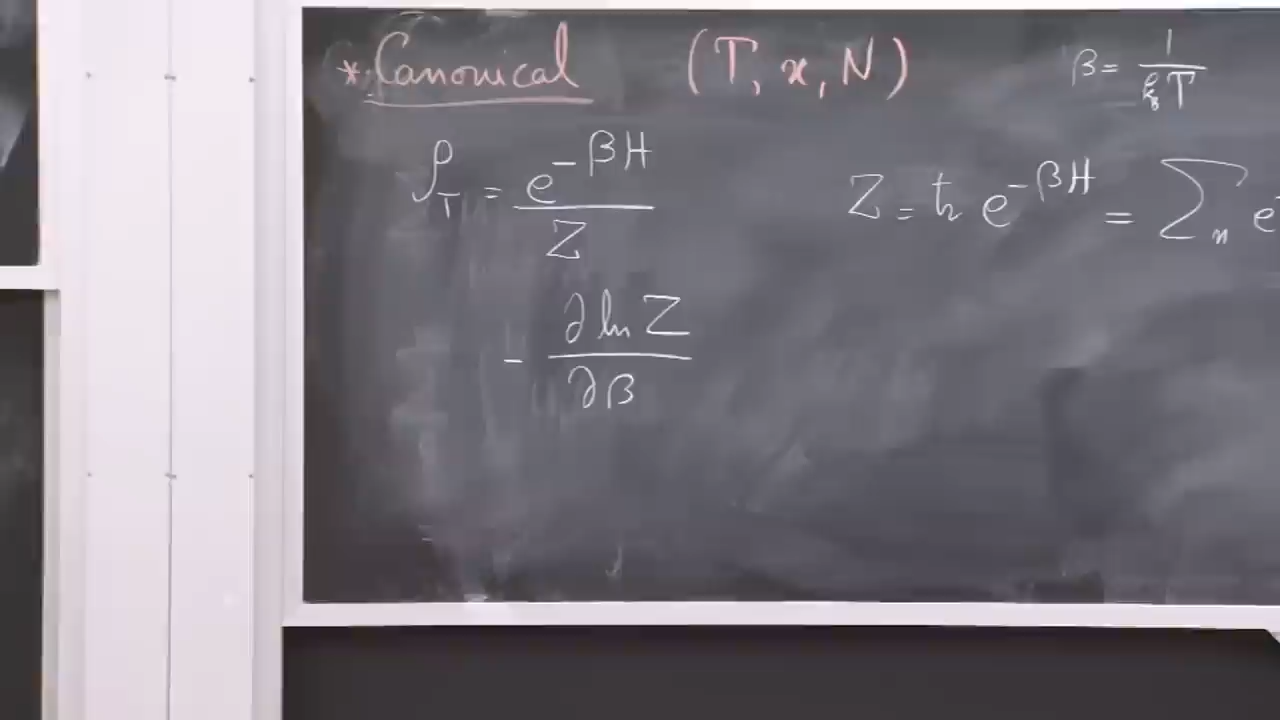 * Canonical (T, x, N) β = 1/k_B T
ρ_T = e^{-βH} / Z Z = tr e^{-βH} = ∑_n e
- ∂ ln Z / ∂β